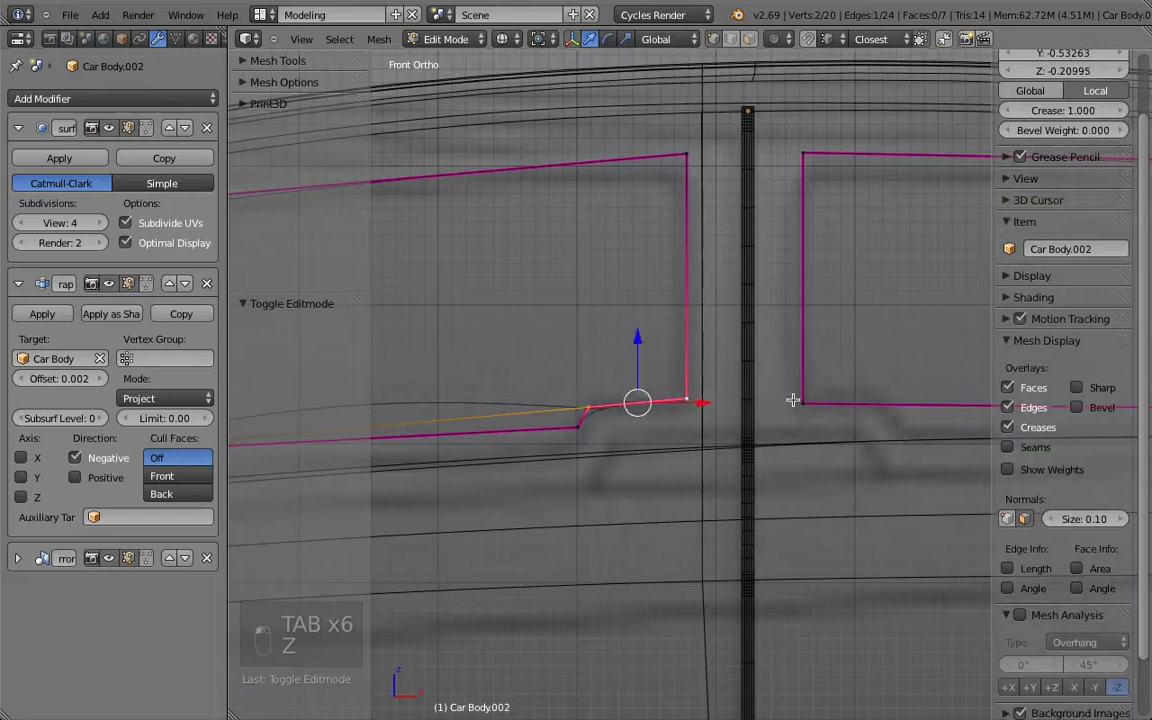 File Add Render Window Help Modeling Scene Cycles Render v2.69 | Verts:2/20 | Edges:1/24 | Faces:0/7 | Tris:14 | Mem:62.72M (4.51M) | Car Body.0
View Select Mesh Edit Mode Global Closest
Car Body.002
Add Modifier
surf
Apply Copy
Catmull-Clark Simple
Subdivisions: Options:
View: 4 Subdivide UVs
Render: 2 Optimal Display
rap
Apply Apply as Sha Copy
Target: Vertex Group:
Car Body
Offset: 0.002 Mode:
Project
Subsurf Level: 0 Limit: 0.00
Axis: Direction: Cull Faces:
X Negative Off
Y Positive Front
Z Back
Auxiliary Tar
rror
Mesh Tools
Mesh Options
Print3D
Toggle Editmode
Front Ortho
TAB x6
Z
Last: Toggle Editmode
z
x
(1) Car Body.002
Y: -0.53263
Z: -0.20995
Global Local
Crease: 1.000
Bevel Weight: 0.000
Grease Pencil
View
3D Cursor
Item
Car Body.002
Display
Shading
Motion Tracking
Mesh Display
Overlays:
Faces Sharp
Edges Bevel
Creases
Seams
Show Weights
Normals:
Size: 0.10
Edge Info: Face Info:
Length Area
Angle Angle
Mesh Analysis
Type: Overhang
0° 45°
+X +Y +Z -X -Y -Z
Background Images